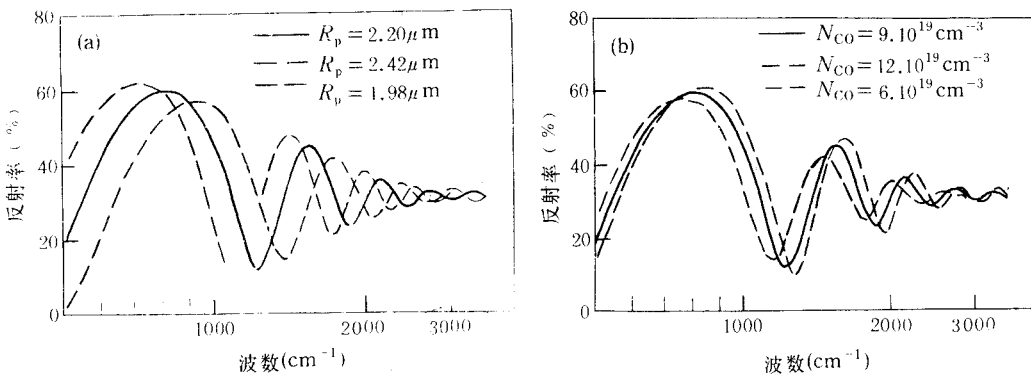 80
60
40
20
0
反射率 (%)
(a)
R_p = 2.20μm
R_p = 2.42μm
R_p = 1.98μm
1000
2000
3000
波数(cm⁻¹)
80
60
40
20
0
反射率 (%)
(b)
N_CO = 9.10¹⁹cm⁻³
N_CO = 12.10¹⁹cm⁻³
N_CO = 6.10¹⁹cm⁻³
1000
2000
3000
波数(cm⁻¹)